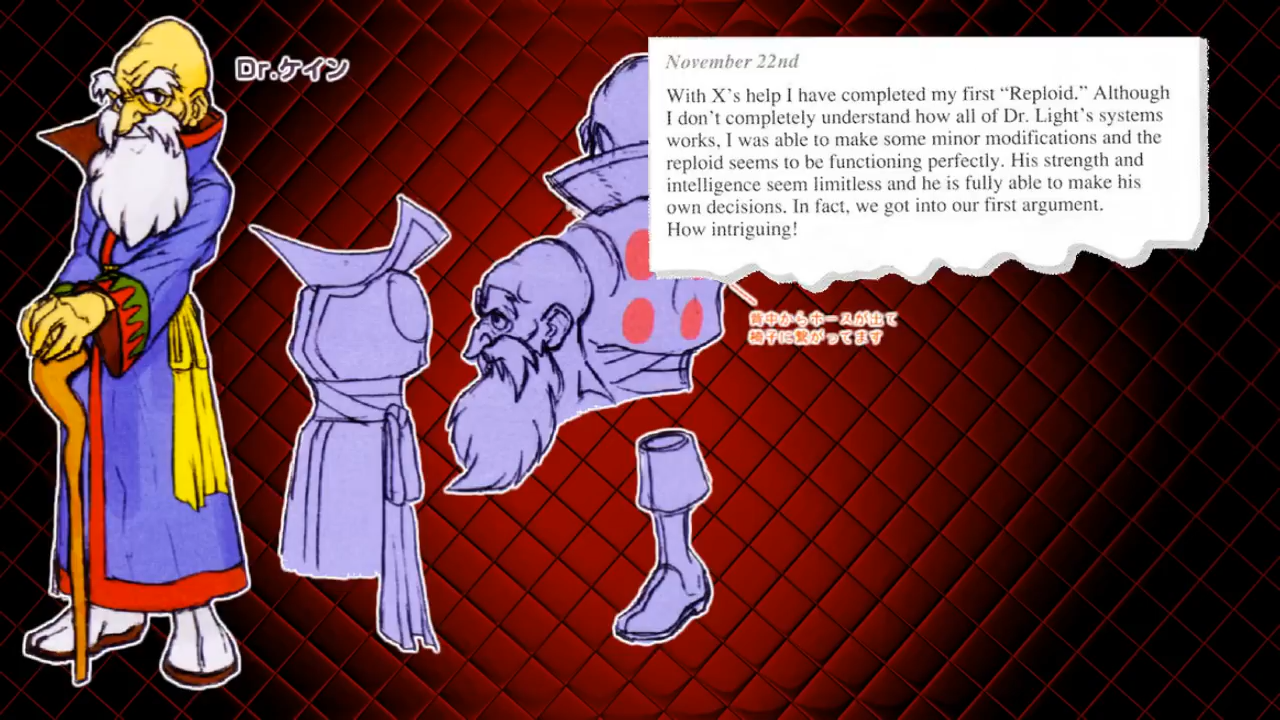 Dr.ケイン
November 22nd
With X's help I have completed my first “Reploid.” Although
I don't completely understand how all of Dr. Light's systems
works, I was able to make some minor modifications and the
reploid seems to be functioning perfectly. His strength and
intelligence seem limitless and he is fully able to make his
own decisions. In fact, we got into our first argument.
How intriguing!
背中からホースが出て
椅子に繋がってます